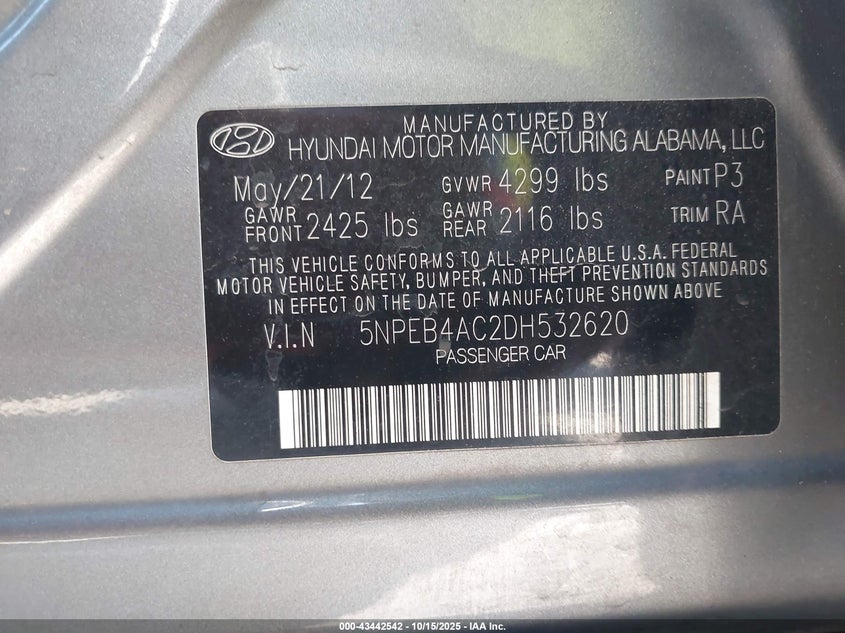 MANUFACTURED BY
HYUNDAI MOTOR MANUFACTURING ALABAMA, LLC
May/21/12 GVWR 4299 lbs PAINT P3
GAWR FRONT 2425 lbs GAWR REAR 2116 lbs TRIM RA
THIS VEHICLE CONFORMS TO ALL APPLICABLE U.S.A. FEDERAL
MOTOR VEHICLE SAFETY, BUMPER, AND THEFT PREVENTION STANDARDS
IN EFFECT ON THE DATE OF MANUFACTURE SHOWN ABOVE
V.I.N 5NPEB4AC2DH532620
PASSENGER CAR
000-43442542 - 10/15/2025 - IAA Inc.